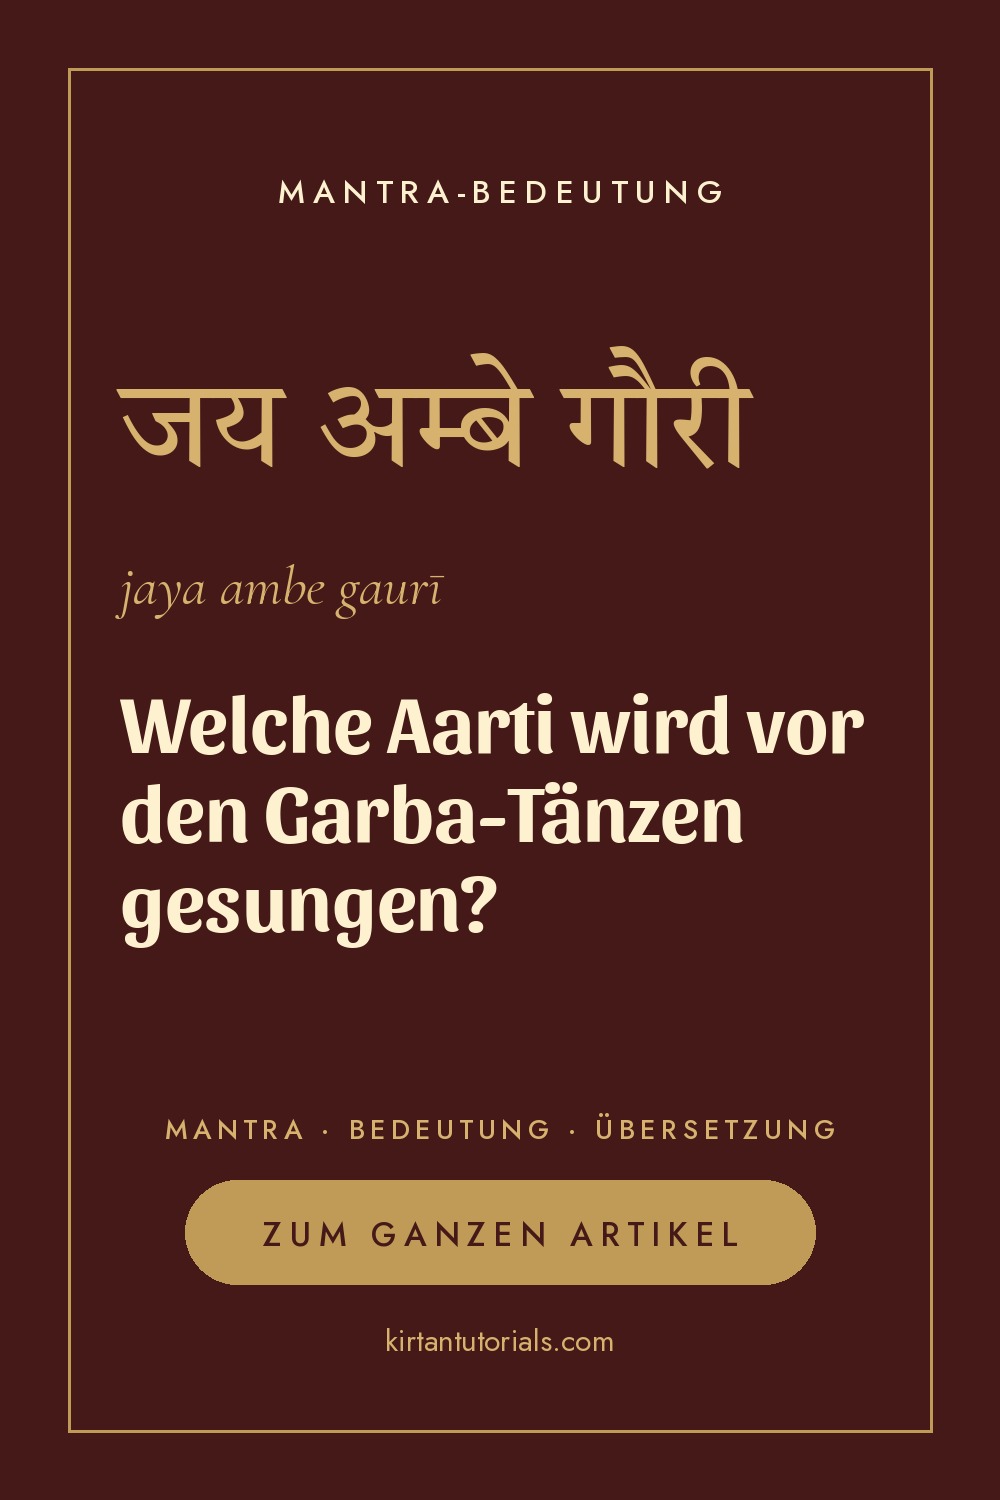 MANTRA-BEDEUTUNG
जय अम्बे गौरी
jaya ambe gaurī
Welche Aarti wird vor
den Garba-Tänzen
gesungen?
MANTRA · BEDEUTUNG · ÜBERSETZUNG
ZUM GANZEN ARTIKEL
kirtantutorials.com